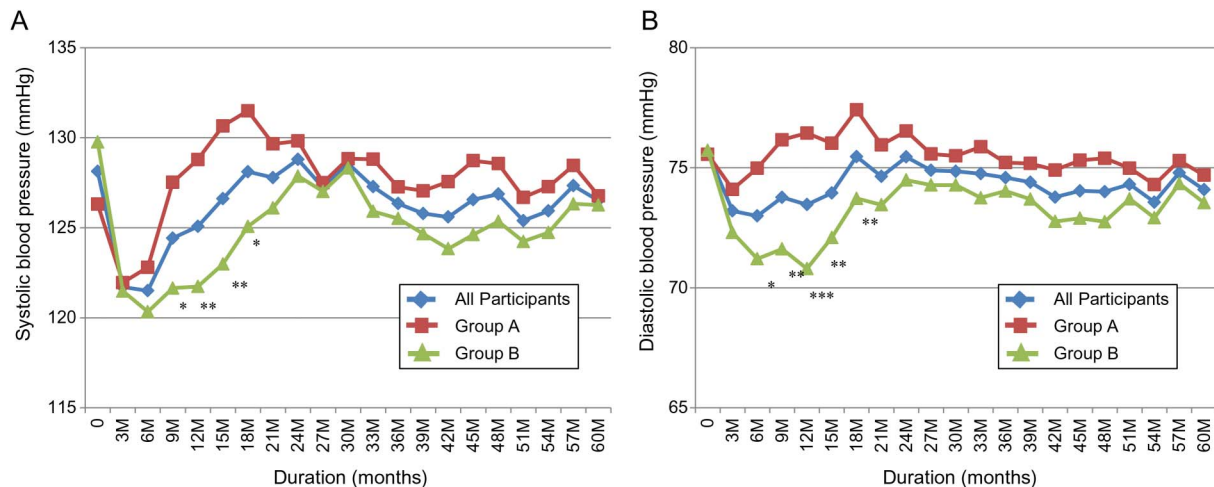 A
Systolic blood pressure (mmHg)
135
130
125
120
115
* ** ** *
All Participants
Group A
Group B
0 3M 6M 9M 12M 15M 18M 21M 24M 27M 30M 33M 36M 39M 42M 45M 48M 51M 54M 57M 60M
Duration (months)
B
Diastolic blood pressure (mmHg)
80
75
70
65
* ** *** ** **
All Participants
Group A
Group B
0 3M 6M 9M 12M 15M 18M 21M 24M 27M 30M 33M 36M 39M 42M 45M 48M 51M 54M 57M 60M
Duration (months)